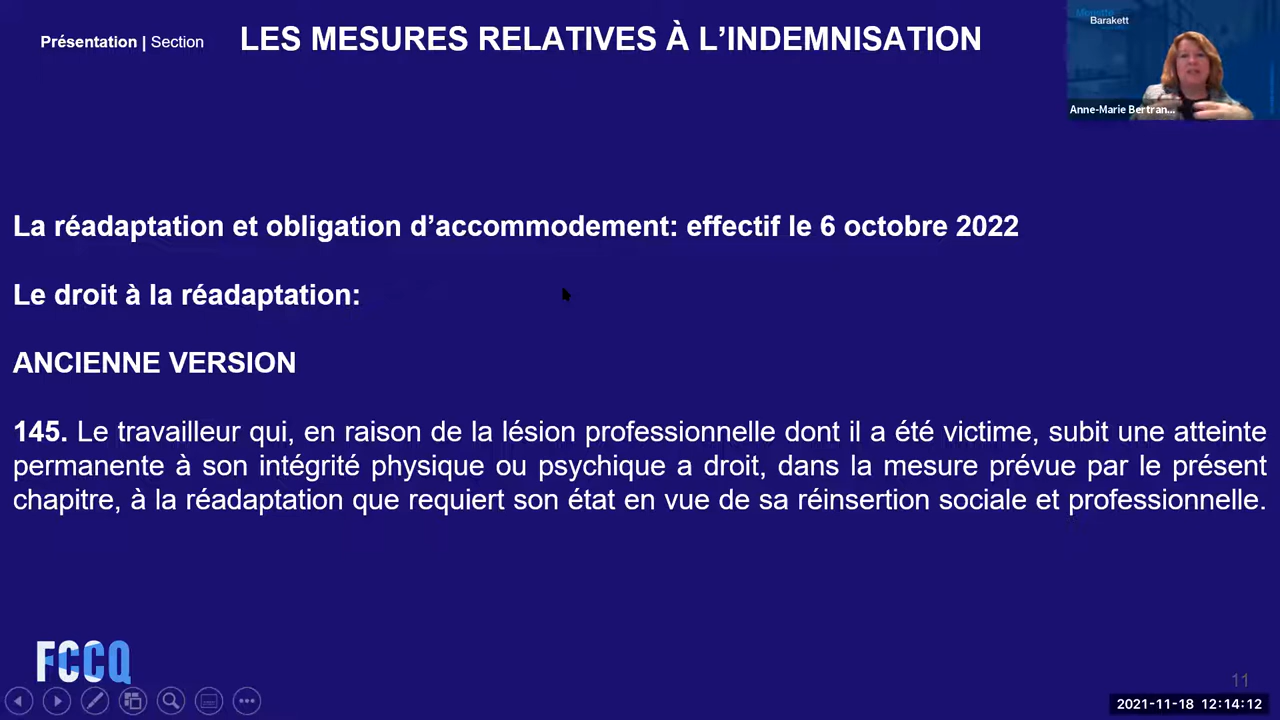 Présentation | Section
LES MESURES RELATIVES À L’INDEMNISATION
Barakett
Anne-Marie Bertran...
La réadaptation et obligation d’accommodement: effectif le 6 octobre 2022
Le droit à la réadaptation:
ANCIENNE VERSION
145. Le travailleur qui, en raison de la lésion professionnelle dont il a été victime, subit une atteinte
permanente à son intégrité physique ou psychique a droit, dans la mesure prévue par le présent
chapitre, à la réadaptation que requiert son état en vue de sa réinsertion sociale et professionnelle.
FCCQ
11
2021-11-18 12:14:12